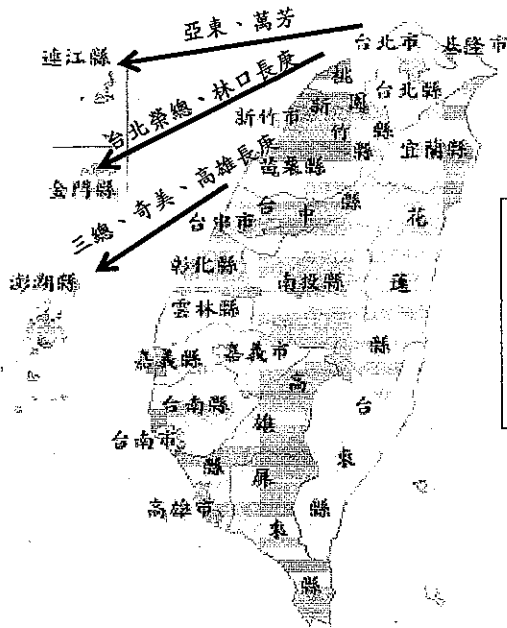 亞東、萬芳
連江縣
台北市
基隆市
桃園縣
台北縣
台北榮總、林口長庚
新竹市
新竹縣
宜蘭縣
苗栗縣
金門縣
三總、奇美、高雄長庚
台中市
台中縣
花蓮縣
彰化縣
南投縣
澎湖縣
雲林縣
嘉義縣
嘉義市
高雄縣
台南縣
台東縣
台南市
屏東縣
高雄市